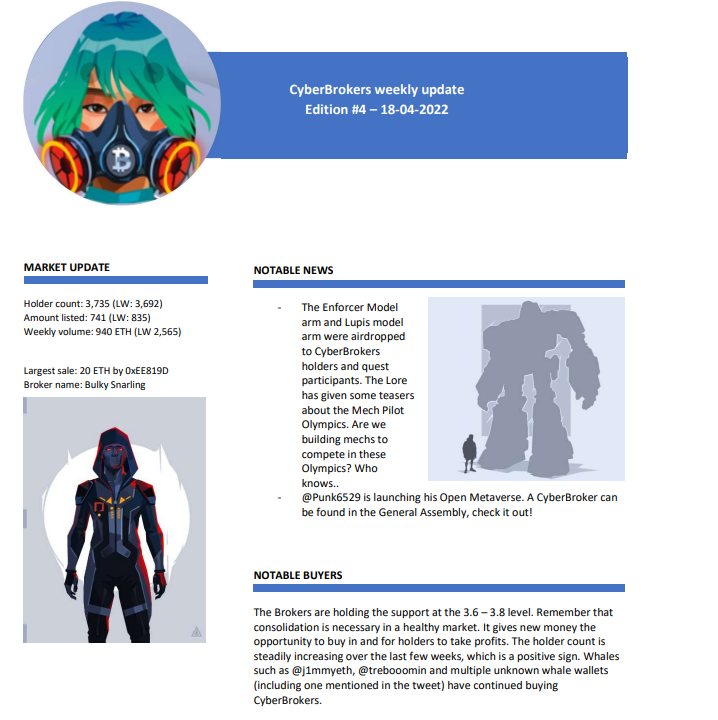 CyberBrokers weekly update
Edition #4 – 18-04-2022
MARKET UPDATE
Holder count: 3,735 (LW: 3,692)
Amount listed: 741 (LW: 835)
Weekly volume: 940 ETH (LW 2,565)
Largest sale: 20 ETH by 0xEE819D
Broker name: Bulky Snarling
NOTABLE NEWS
- The Enforcer Model
arm and Lupis model
arm were airdropped
to CyberBrokers
holders and quest
participants. The Lore
has given some teasers
about the Mech Pilot
Olympics. Are we
building mechs to
compete in these
Olympics? Who
knows..
- @Punk6529 is launching his Open Metaverse. A CyberBroker can
be found in the General Assembly, check it out!
NOTABLE BUYERS
The Brokers are holding the support at the 3.6 – 3.8 level. Remember that
consolidation is necessary in a healthy market. It gives new money the
opportunity to buy in and for holders to take profits. The holder count is
steadily increasing over the last few weeks, which is a positive sign. Whales
such as @j1mmyeth, @trebooomin and multiple unknown whale wallets
(including one mentioned in the tweet) have continued buying
CyberBrokers.